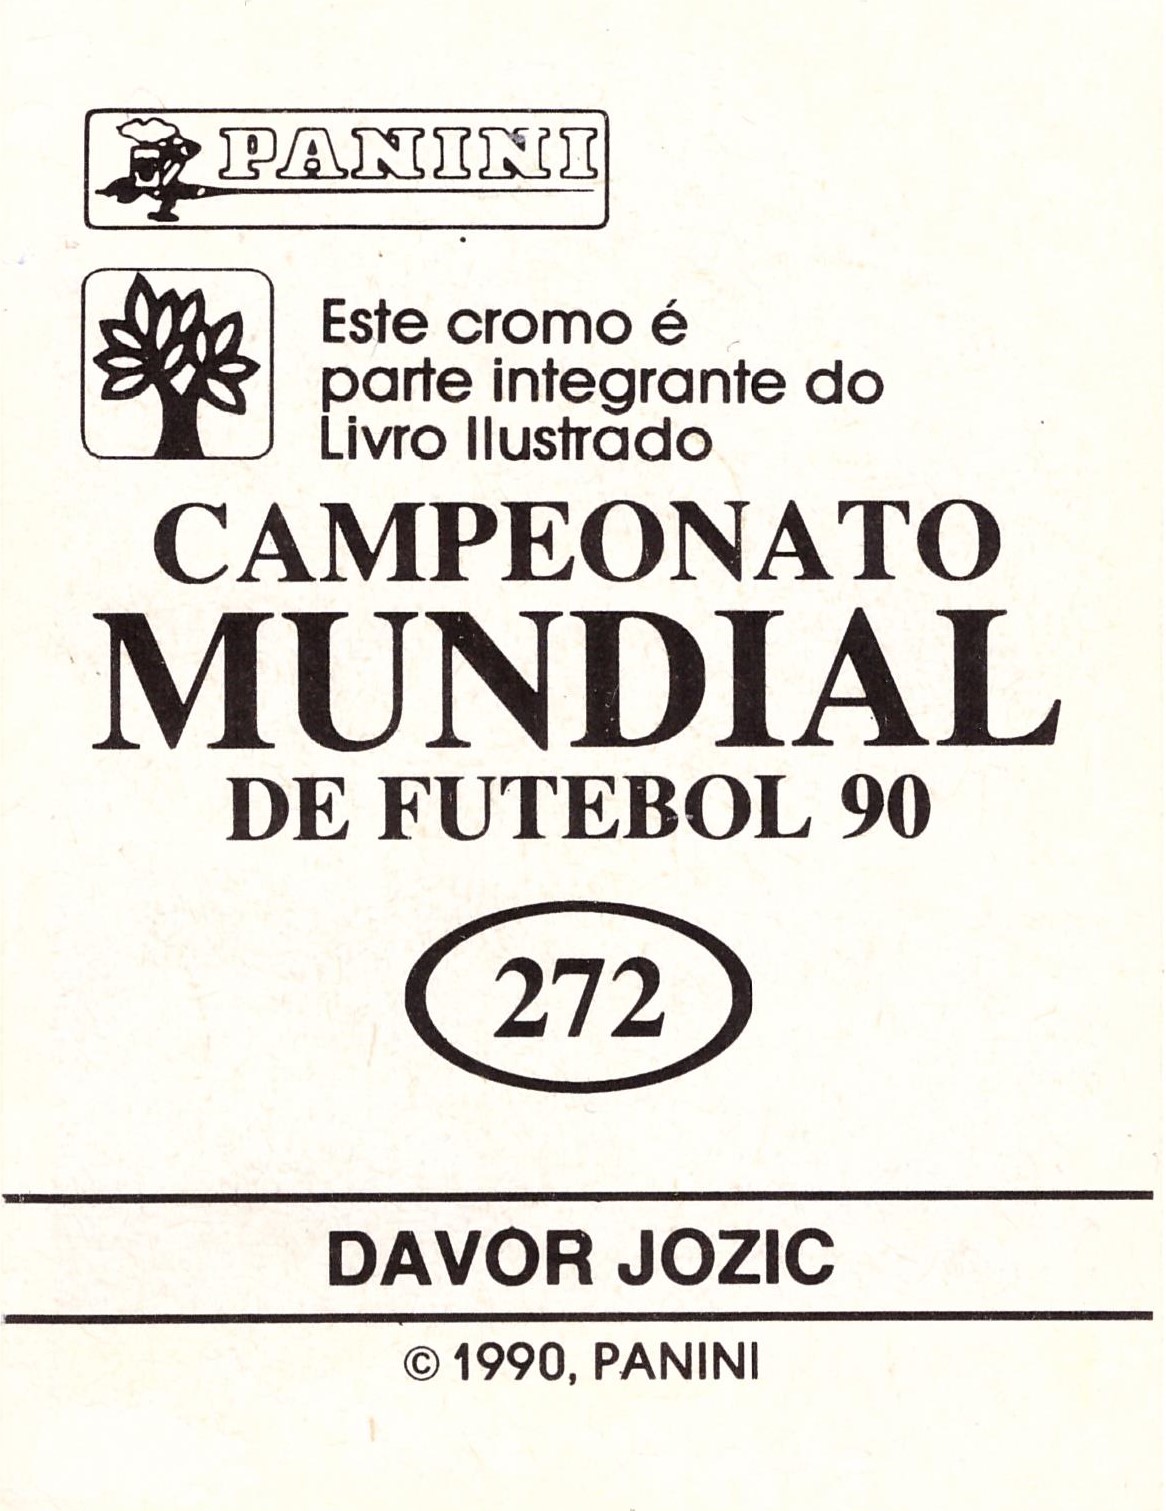 PANINI
Este cromo é
parte integrante do
Livro Ilustrado
CAMPEONATO
MUNDIAL
DE FUTEBOL 90
272
DAVOR JOZIC
© 1990, PANINI